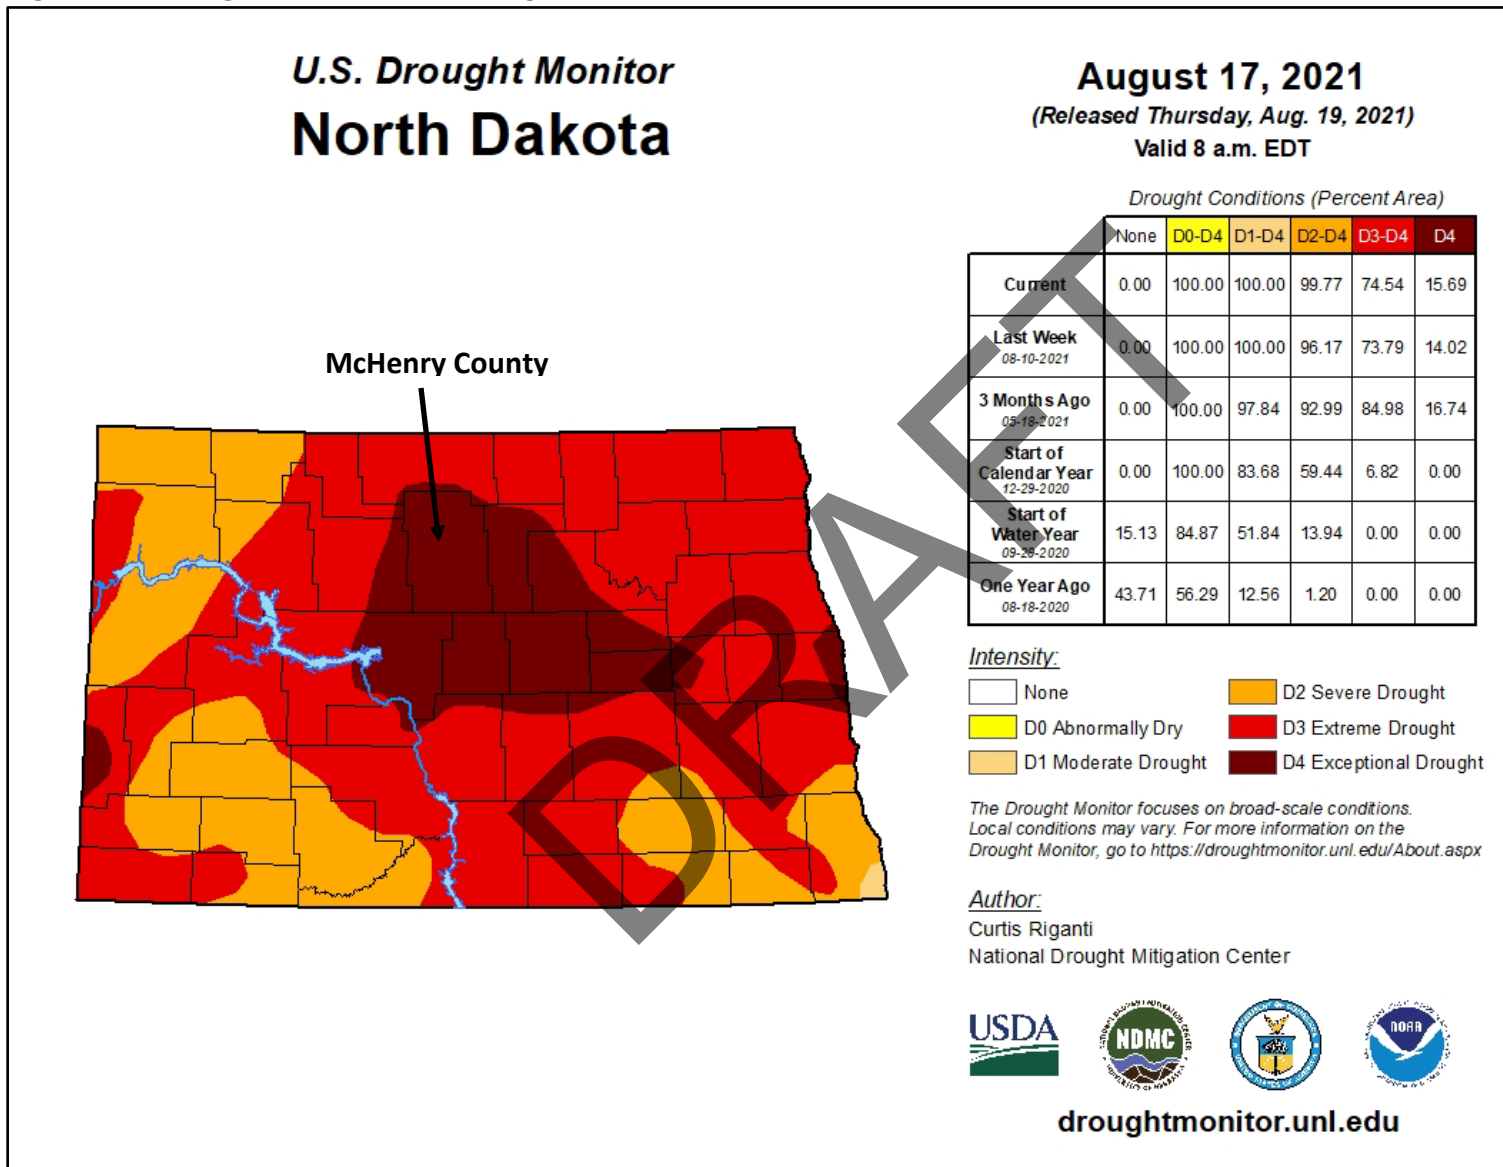 U.S. Drought Monitor
North Dakota
August 17, 2021
(Released Thursday, Aug. 19, 2021)
Valid 8 a.m. EDT
Drought Conditions (Percent Area)
None D0-D4 D1-D4 D2-D4 D3-D4 D4
Current 0.00 100.00 100.00 99.77 74.54 15.69
Last Week
08-10-2021 0.00 100.00 100.00 96.17 73.79 14.02
3 Months Ago
05-18-2021 0.00 100.00 97.84 92.99 84.98 16.74
Start of
Calendar Year
12-29-2020 0.00 100.00 83.68 59.44 6.82 0.00
Start of
Water Year
09-29-2020 15.13 84.87 51.84 13.94 0.00 0.00
One Year Ago
08-18-2020 43.71 56.29 12.56 1.20 0.00 0.00
McHenry County
DRAFT
Intensity:
None
D0 Abnormally Dry
D1 Moderate Drought
D2 Severe Drought
D3 Extreme Drought
D4 Exceptional Drought
The Drought Monitor focuses on broad-scale conditions.
Local conditions may vary. For more information on the
Drought Monitor, go to https://droughtmonitor.unl.edu/About.aspx
Author:
Curtis Riganti
National Drought Mitigation Center
USDA
NDMC
NOAA
droughtmonitor.unl.edu